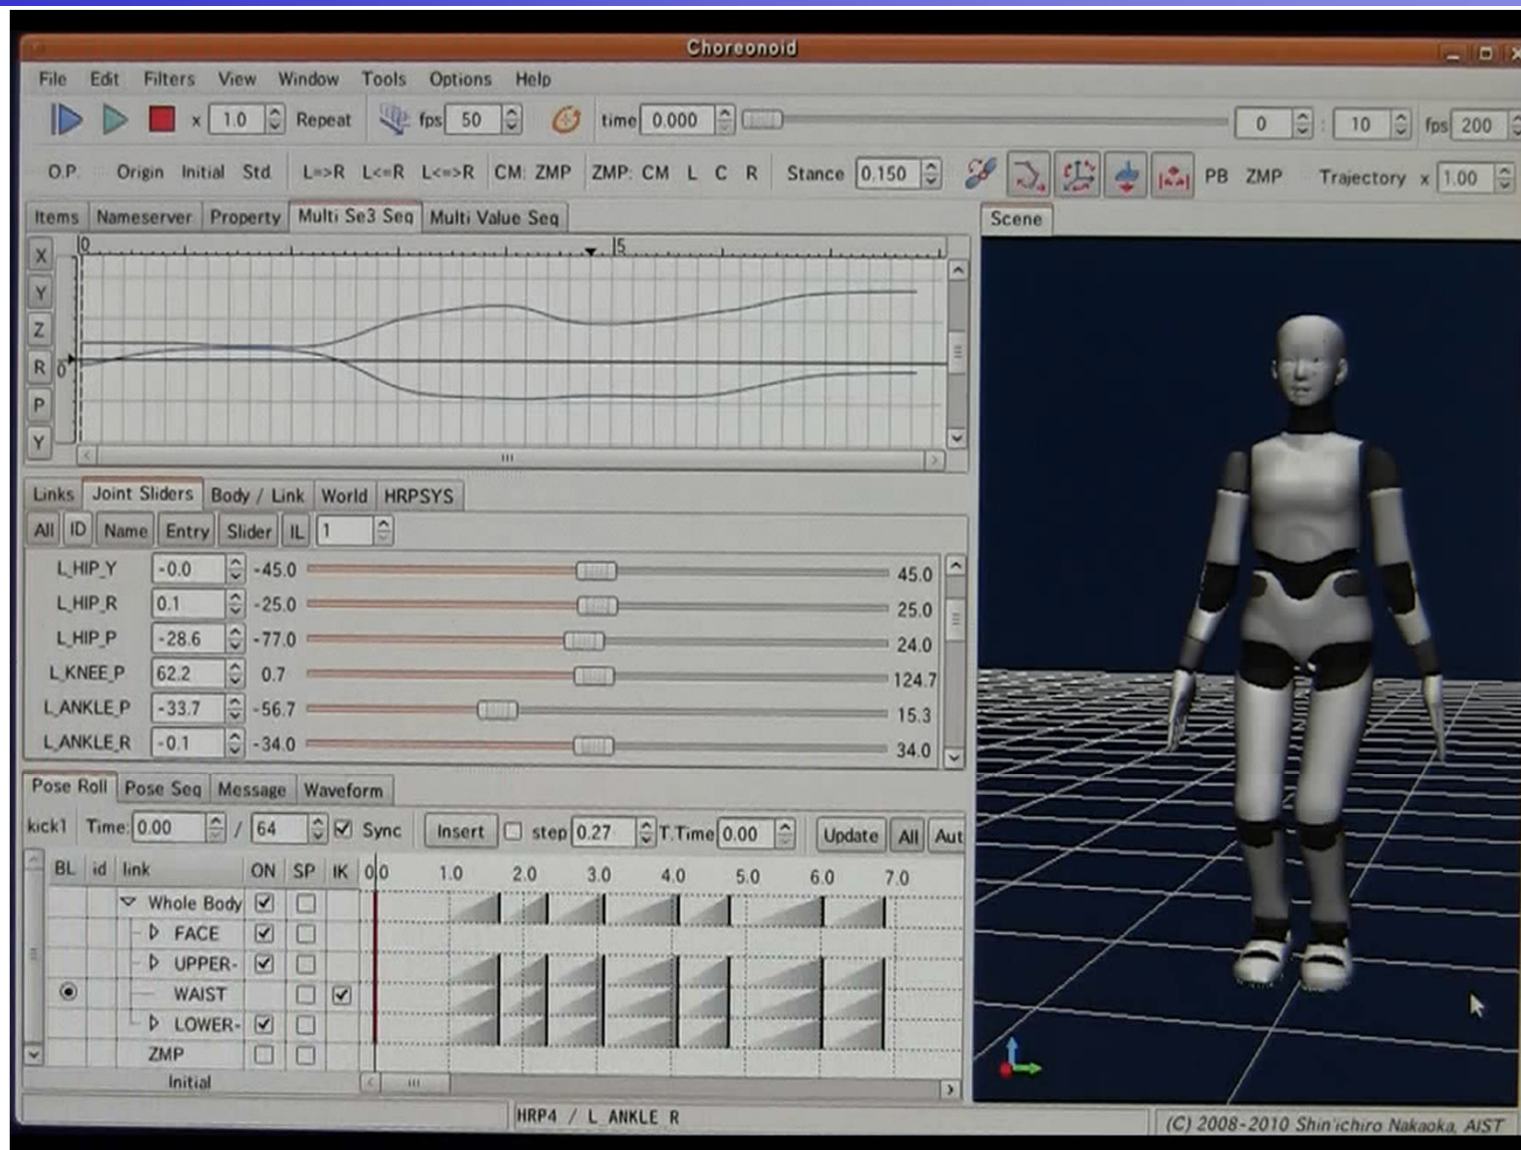 Choreonoid
File Edit Filters View Window Tools Options Help
x 1.0 Repeat fps 50 time 0.000 0 : 10 fps 200
O.P. Origin Initial Std. L=>R L<=R L<=>R CM: ZMP ZMP: CM L C R Stance 0.150 PB ZMP Trajectory x 1.00
Items Nameserver Property Multi Se3 Seq Multi Value Seq
Scene
0 5
X
Y
Z
R 0
P
Y
Links Joint Sliders Body / Link World HRPSYS
All ID Name Entry Slider IL 1
L_HIP_Y -0.0 -45.0 45.0
L_HIP_R 0.1 -25.0 25.0
L_HIP_P -28.6 -77.0 24.0
L_KNEE_P 62.2 0.7 124.7
L_ANKLE_P -33.7 -56.7 15.3
L_ANKLE_R -0.1 -34.0 34.0
Pose Roll Pose Seq Message Waveform
kick1 Time: 0.00 / 64 Sync Insert step 0.27 T.Time 0.00 Update All Aut
BL id link ON SP IK 0.0 1.0 2.0 3.0 4.0 5.0 6.0 7.0
Whole Body
FACE
UPPER-
WAIST
LOWER-
ZMP
Initial
HRP4 / L_ANKLE_R
(C) 2008-2010 Shin'ichiro Nakaoka, AIST